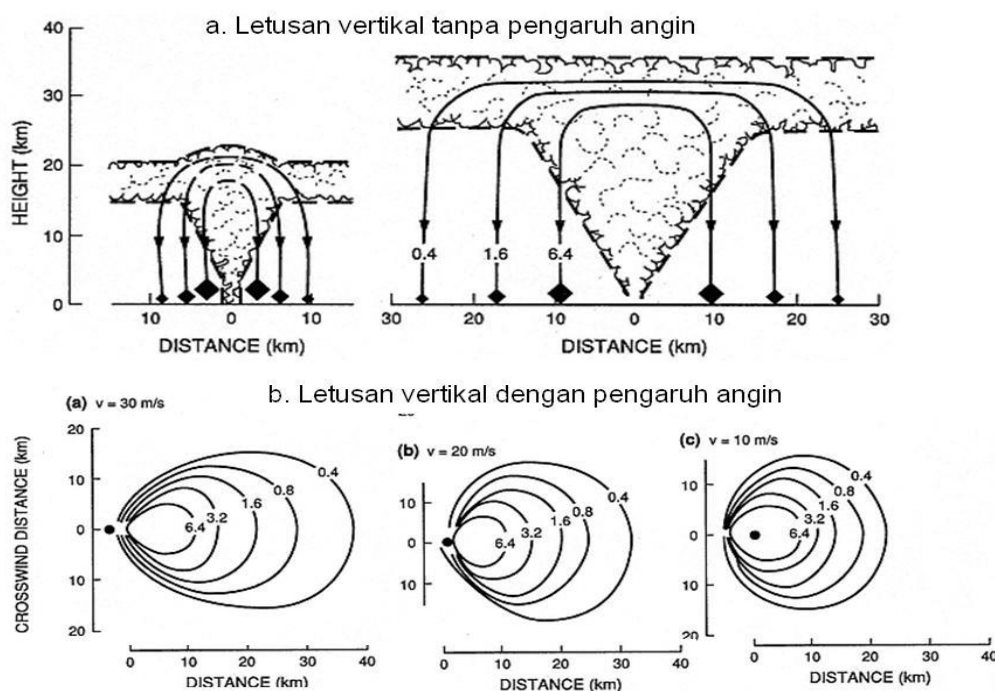 a. Letusan vertikal tanpa pengaruh angin
40
30
20
10
0
HEIGHT (km)
0.4 1.6 6.4
10 0 10
DISTANCE (km)
30 20 10 0 10 20 30
DISTANCE (km)
b. Letusan vertikal dengan pengaruh angin
(a) v = 30 m/s
20
10
0
10
20
CROSSWIND DISTANCE (km)
0.4
0.8
1.6
3.2
6.4
0 10 20 30 40
DISTANCE (km)
(b) v = 20 m/s
10
0
10
0.4
0.8
1.6
3.2
6.4
0 10 20 30 40
DISTANCE (km)
(c) v = 10 m/s
10
0
10
20
0.4
0.8
1.6
3.2
6.4
0 10 20 30 40
DISTANCE (km)